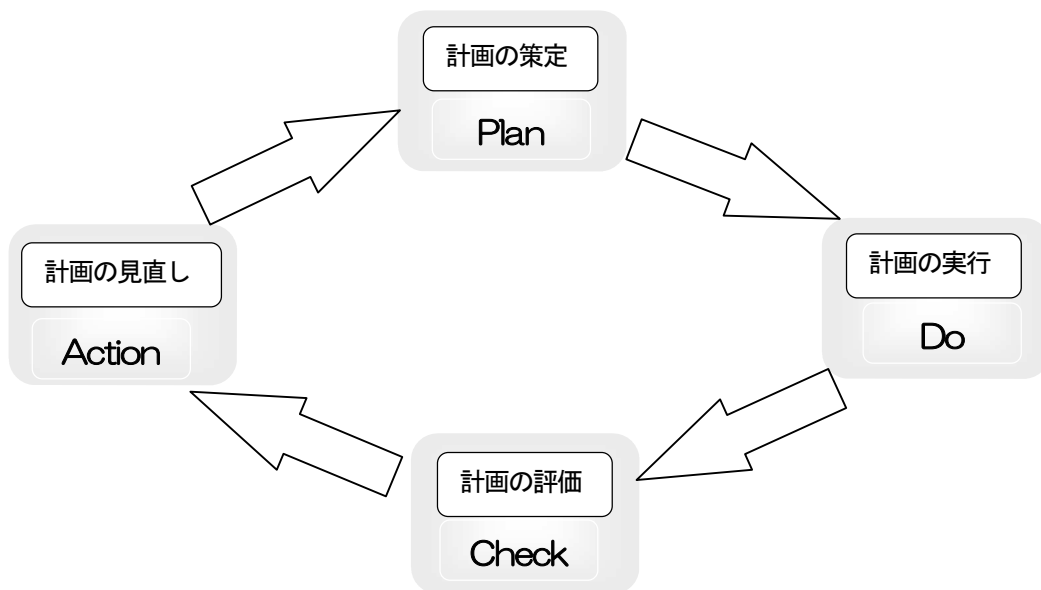 計画の策定
Plan
計画の実行
Do
計画の評価
Check
計画の見直し
Action